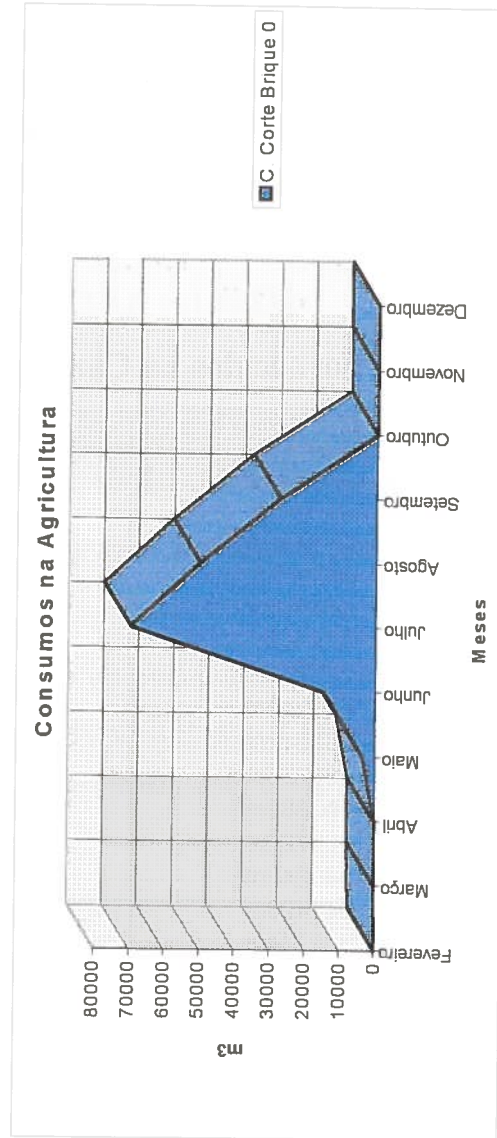 Consumos na Agricultura
m3
80000
70000
60000
50000
40000
30000
20000
10000
0
Fevereiro
Março
Abril
Maio
Junho
Julho
Agosto
Setembro
Outubro
Novembro
Dezembro
Meses
C. Corte Brique 0